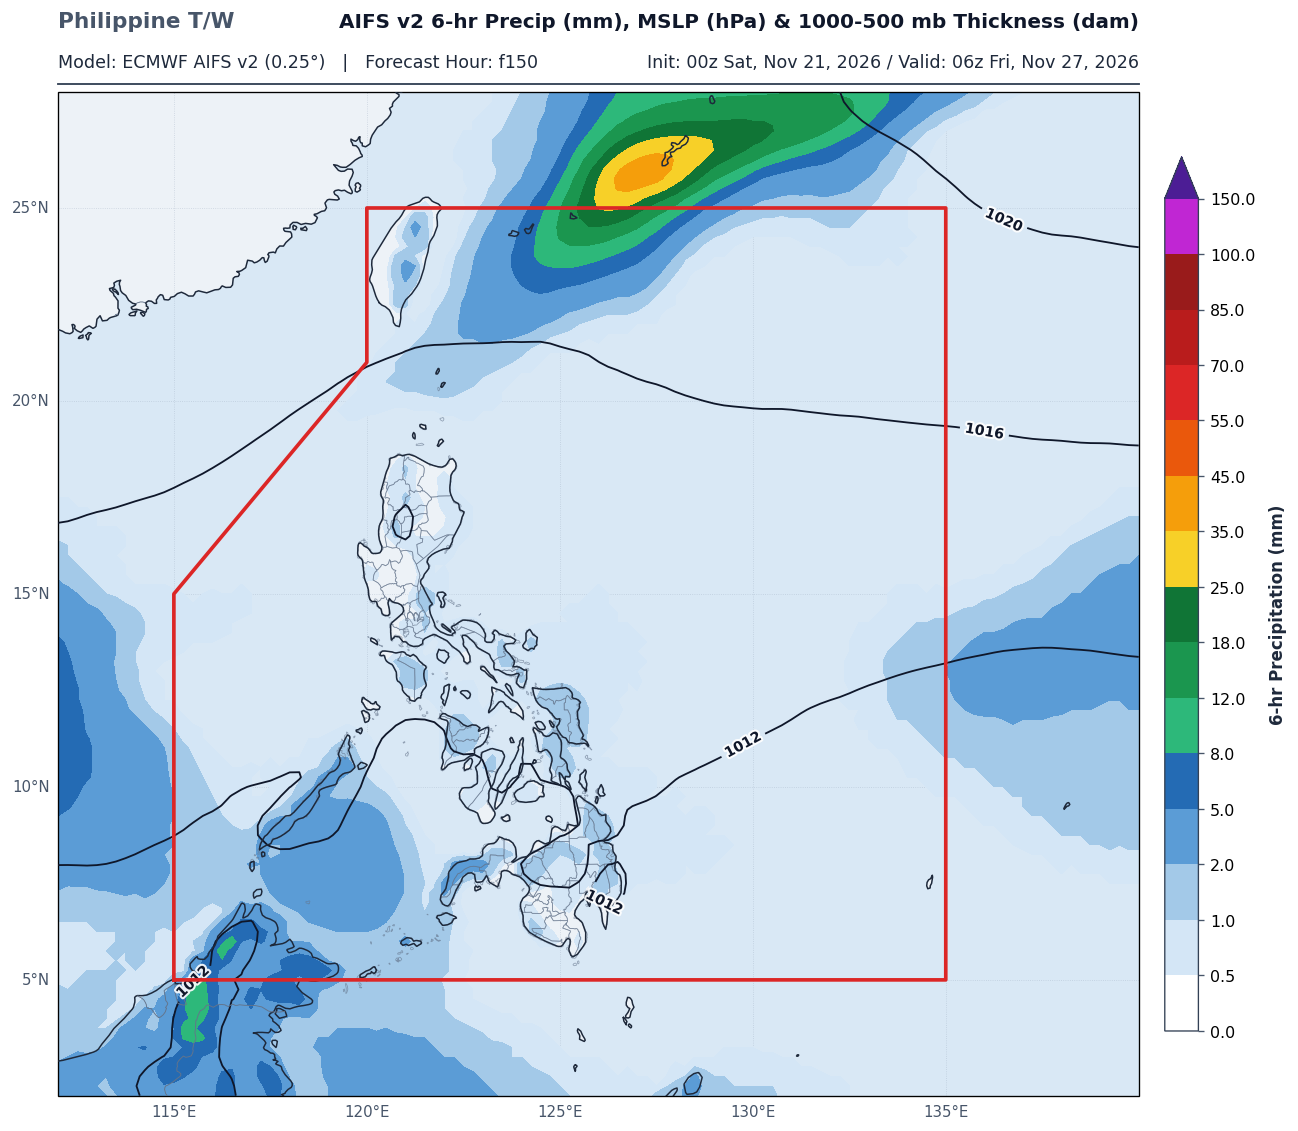 Philippine T/W
AIFS v2 6-hr Precip (mm), MSLP (hPa) & 1000-500 mb Thickness (dam)
Model: ECMWF AIFS v2 (0.25°) | Forecast Hour: f150
Init: 00z Sat, Nov 21, 2026 / Valid: 06z Fri, Nov 27, 2026
25°N
20°N
15°N
10°N
5°N
115°E
120°E
125°E
130°E
135°E
1020
1016
1012
1012
1012
150.0
100.0
85.0
70.0
55.0
45.0
35.0
25.0
18.0
12.0
8.0
5.0
2.0
1.0
0.5
0.0
6-hr Precipitation (mm)